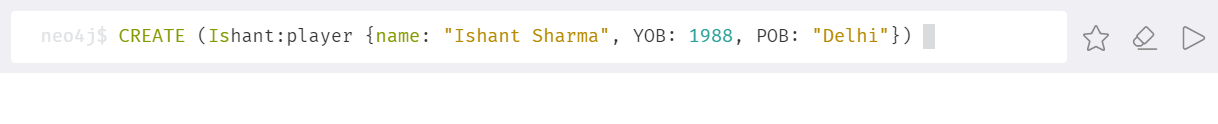 neo4j$ CREATE (Ishant:player {name: "Ishant Sharma", YOB: 1988, POB: "Delhi"})